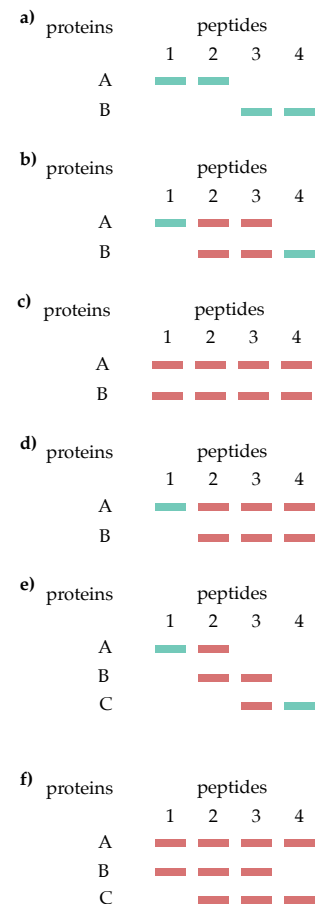 a)
proteins peptides
1 2 3 4
A
B
b)
proteins peptides
1 2 3 4
A
B
c)
proteins peptides
1 2 3 4
A
B
d)
proteins peptides
1 2 3 4
A
B
e)
proteins peptides
1 2 3 4
A
B
C
f)
proteins peptides
1 2 3 4
A
B
C